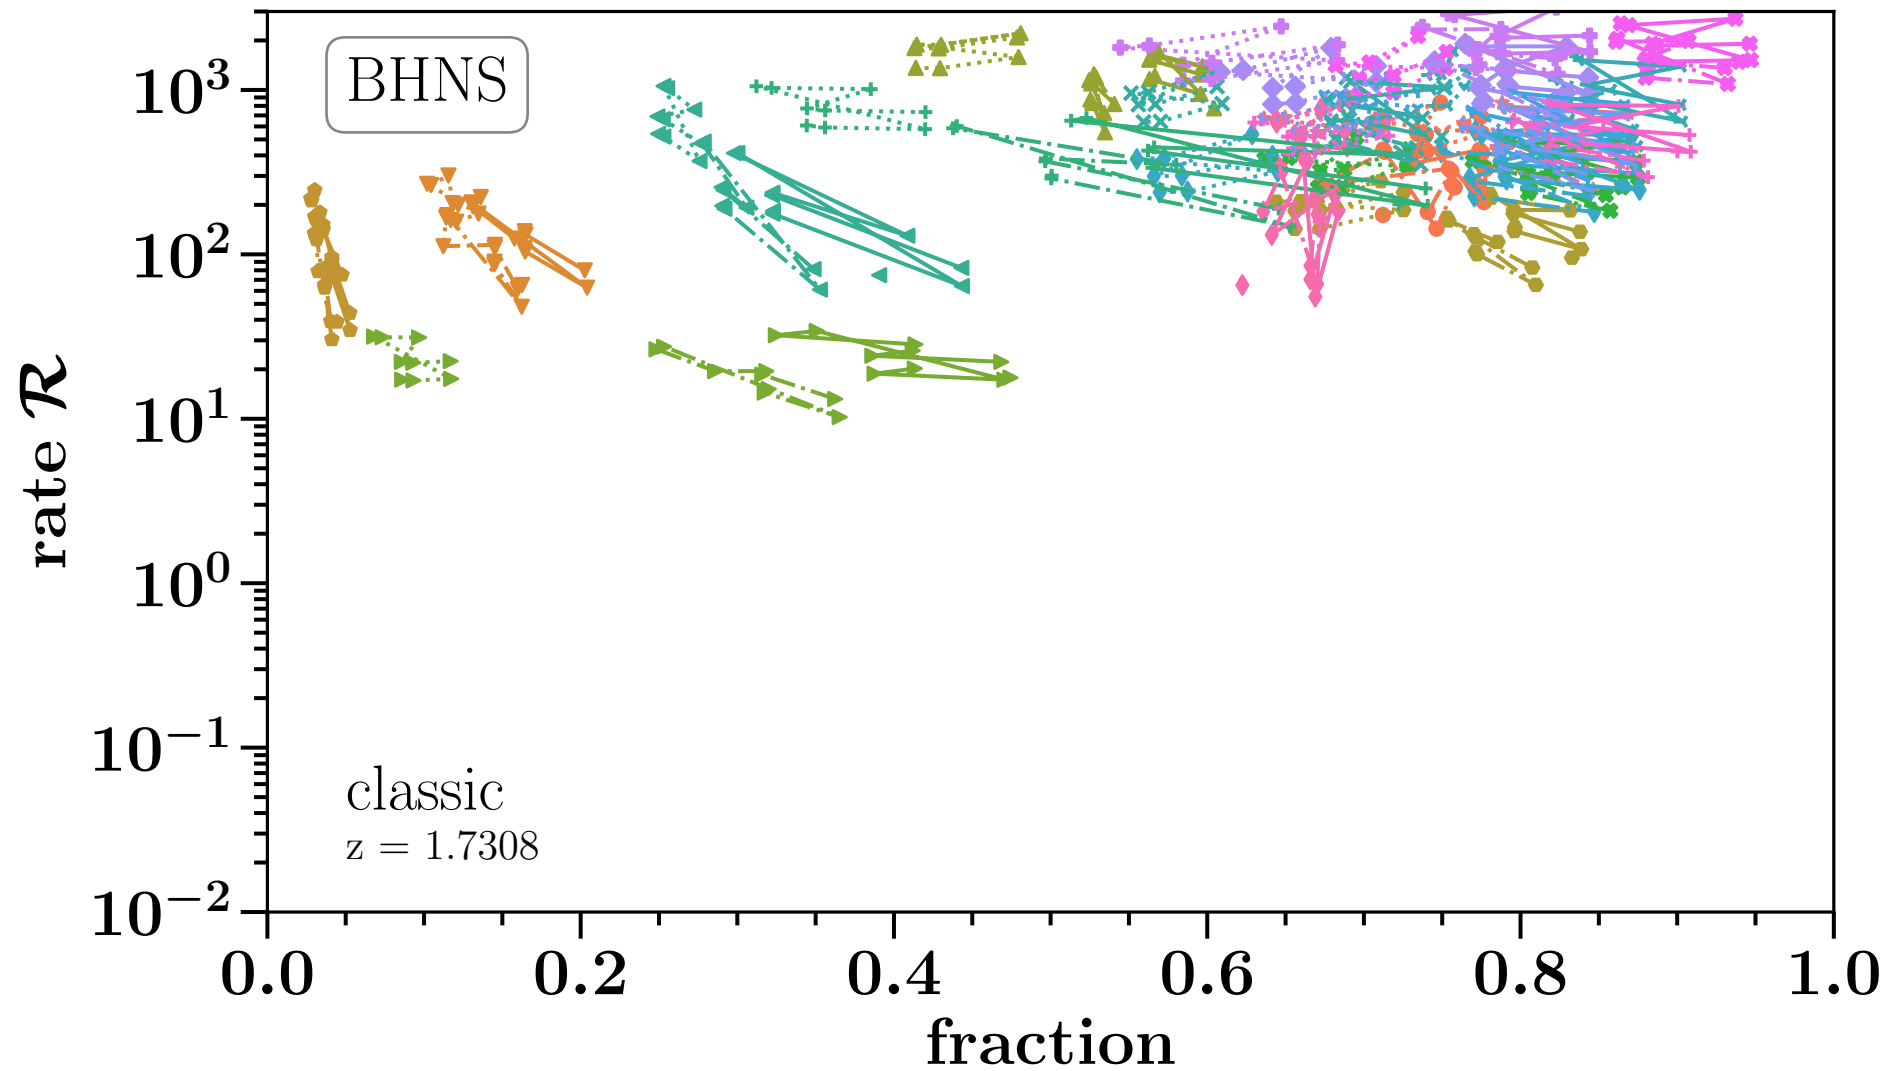 BHNS
classic
z = 1.7308
rate 𝓡
10³
10²
10¹
10⁰
10⁻¹
10⁻²
0.0 0.2 0.4 0.6 0.8 1.0
fraction